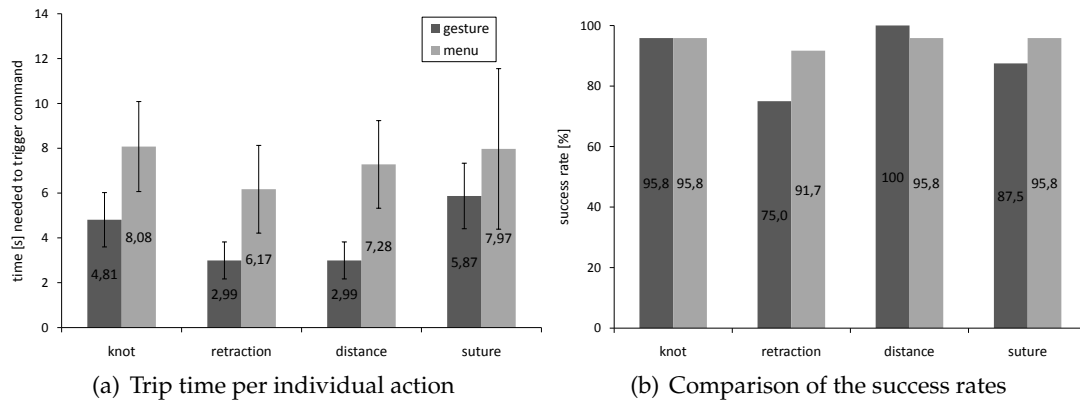 14
12
10
8
6
4
2
0
time [s] needed to trigger command
gesture
menu
4,81
8,08
2,99
6,17
2,99
7,28
5,87
7,97
knot
retraction
distance
suture
(a) Trip time per individual action
100
80
60
40
20
0
success rate [%]
95,8
95,8
75,0
91,7
100
95,8
87,5
95,8
knot
retraction
distance
suture
(b) Comparison of the success rates